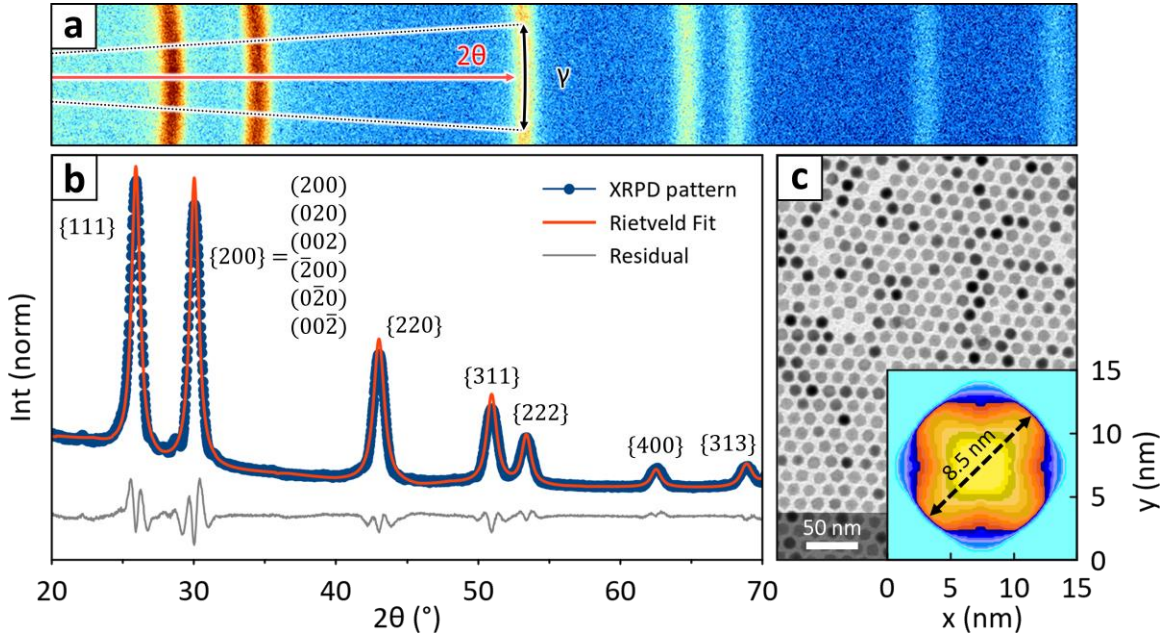 a
2θ
γ
b
{111}
{200} =
(200)
(020)
(002)
(2̄00)
(02̄0)
(002̄)
{220}
{311}
{222}
{400}
{313}
XRPD pattern
Rietveld Fit
Residual
Int (norm)
20 30 40 50 60 70
2θ (°)
c
50 nm
8.5 nm
15
10
5
0
y (nm)
0 5 10 15
x (nm)